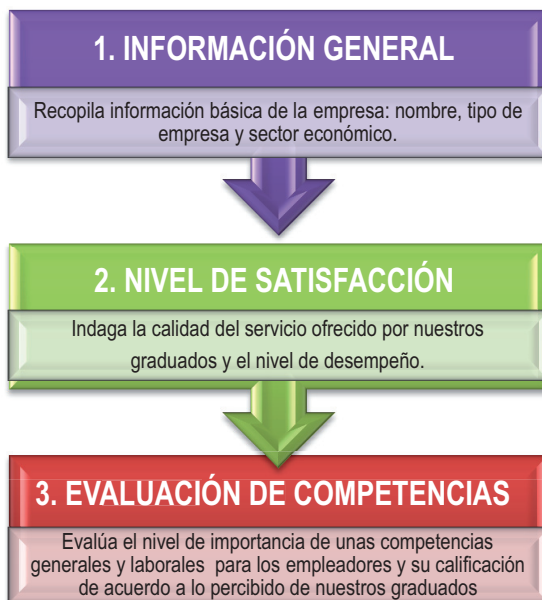 1. INFORMACIÓN GENERAL
Recopila información básica de la empresa: nombre, tipo de
empresa y sector económico.
2. NIVEL DE SATISFACCIÓN
Indaga la calidad del servicio ofrecido por nuestros
graduados y el nivel de desempeño.
3. EVALUACIÓN DE COMPETENCIAS
Evalúa el nivel de importancia de unas competencias
generales y laborales para los empleadores y su calificación
de acuerdo a lo percibido de nuestros graduados